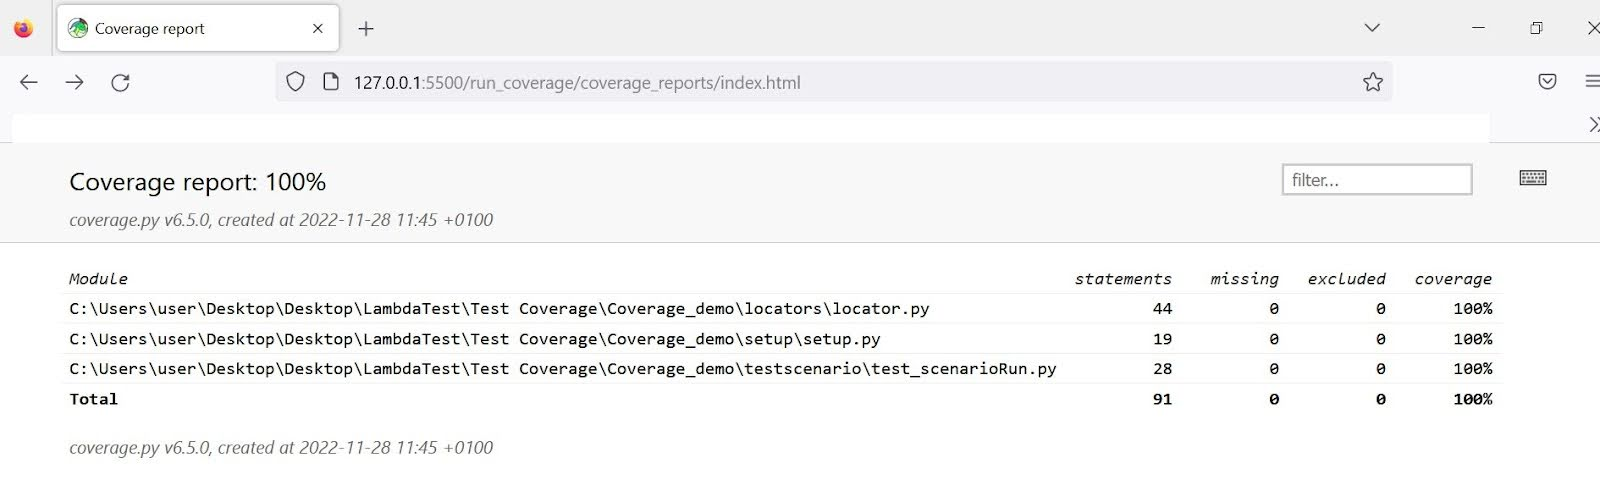 Coverage report
127.0.0.1:5500/run_coverage/coverage_reports/index.html
Coverage report: 100%
filter...
coverage.py v6.5.0, created at 2022-11-28 11:45 +0100
Module statements missing excluded coverage
C:\Users\user\Desktop\Desktop\LambdaTest\Test Coverage\Coverage_demo\locators\locator.py 44 0 0 100%
C:\Users\user\Desktop\Desktop\LambdaTest\Test Coverage\Coverage_demo\setup\setup.py 19 0 0 100%
C:\Users\user\Desktop\Desktop\LambdaTest\Test Coverage\Coverage_demo\testscenario\test_scenarioRun.py 28 0 0 100%
Total 91 0 0 100%
coverage.py v6.5.0, created at 2022-11-28 11:45 +0100